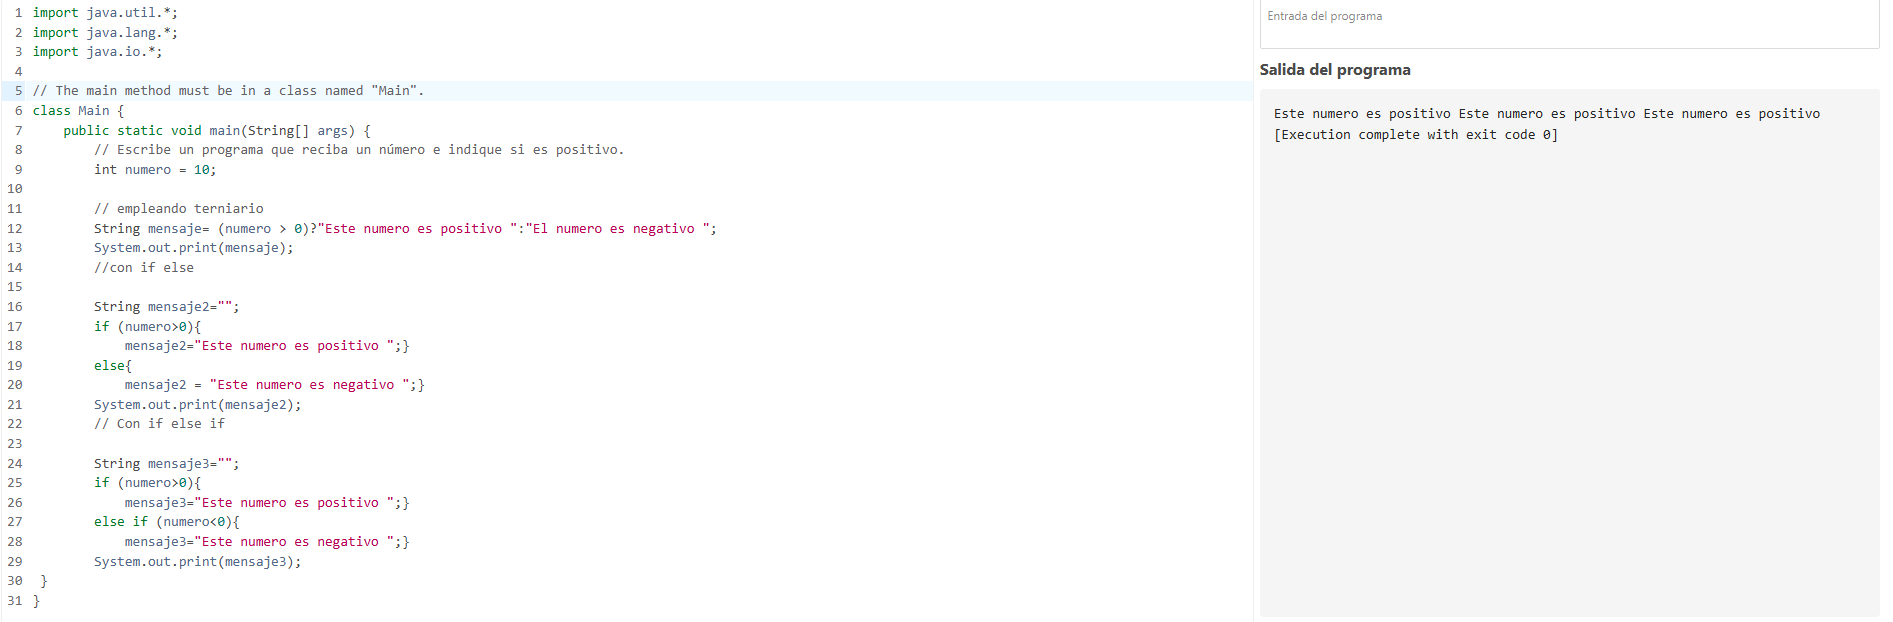 1 import java.util.*;
2 import java.lang.*;
3 import java.io.*;
4
5 // The main method must be in a class named "Main".
6 class Main {
7     public static void main(String[] args) {
8         // Escribe un programa que reciba un número e indique si es positivo.
9         int numero = 10;
10
11         // empleando terniario
12         String mensaje= (numero > 0)?"Este numero es positivo ":"El numero es negativo ";
13         System.out.print(mensaje);
14         //con if else
15
16         String mensaje2="";
17         if (numero>0){
18             mensaje2="Este numero es positivo ";}
19         else{
20             mensaje2 = "Este numero es negativo ";}
21         System.out.print(mensaje2);
22         // Con if else if
23
24         String mensaje3="";
25         if (numero>0){
26             mensaje3="Este numero es positivo ";}
27         else if (numero<0){
28             mensaje3="Este numero es negativo ";}
29         System.out.print(mensaje3);
30  }
31 }
Entrada del programa
Salida del programa
Este numero es positivo Este numero es positivo Este numero es positivo
[Execution complete with exit code 0]